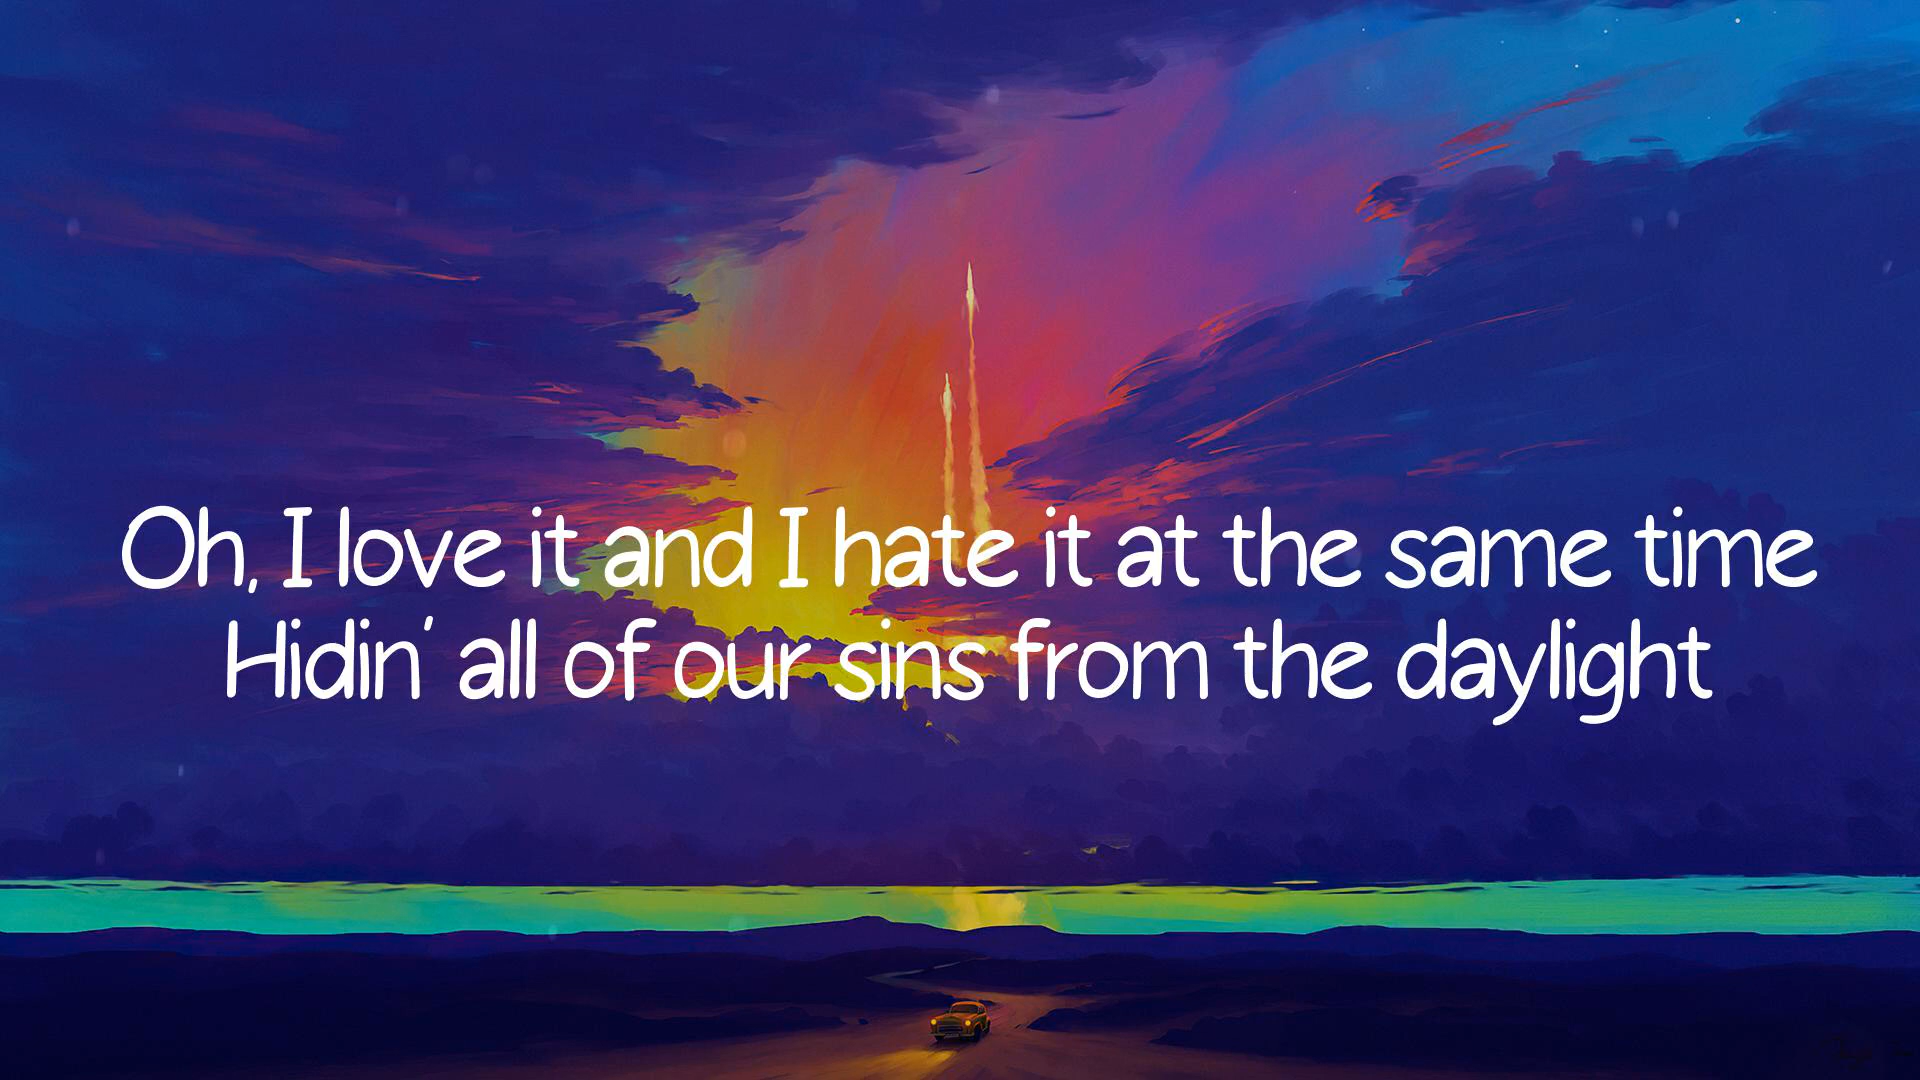 Oh, I love it and I hate it at the same time
Hidin' all of our sins from the daylight